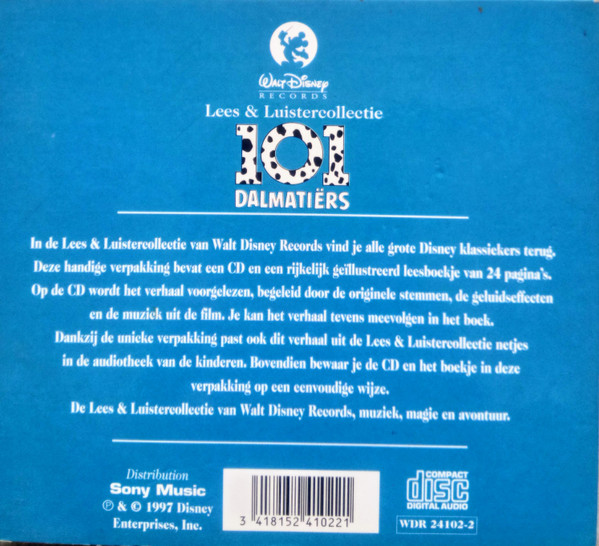 WALT DISNEY
RECORDS
Lees & Luistercollectie
101
DALMATIËRS
In de Lees & Luistercollectie van Walt Disney Records vind je alle grote Disney klassiekers terug.
Deze handige verpakking bevat een CD en een rijkelijk geïllustreerd leesboekje van 24 pagina's.
Op de CD wordt het verhaal voorgelezen, begeleid door de originele stemmen, de geluidseffecten
en de muziek uit de film. Je kan het verhaal tevens meevolgen in het boek.
Dankzij de unieke verpakking past ook dit verhaal uit de Lees & Luistercollectie netjes
in de audiotheek van de kinderen. Bovendien bewaar je de CD en het boekje in deze
verpakking op een eenvoudige wijze.
De Lees & Luistercollectie van Walt Disney Records, muziek, magie en avontuur.
Distribution
Sony Music
℗ & © 1997 Disney
Enterprises, Inc.
3 418152 410221
COMPACT
disc
DIGITAL AUDIO
WDR 24102-2